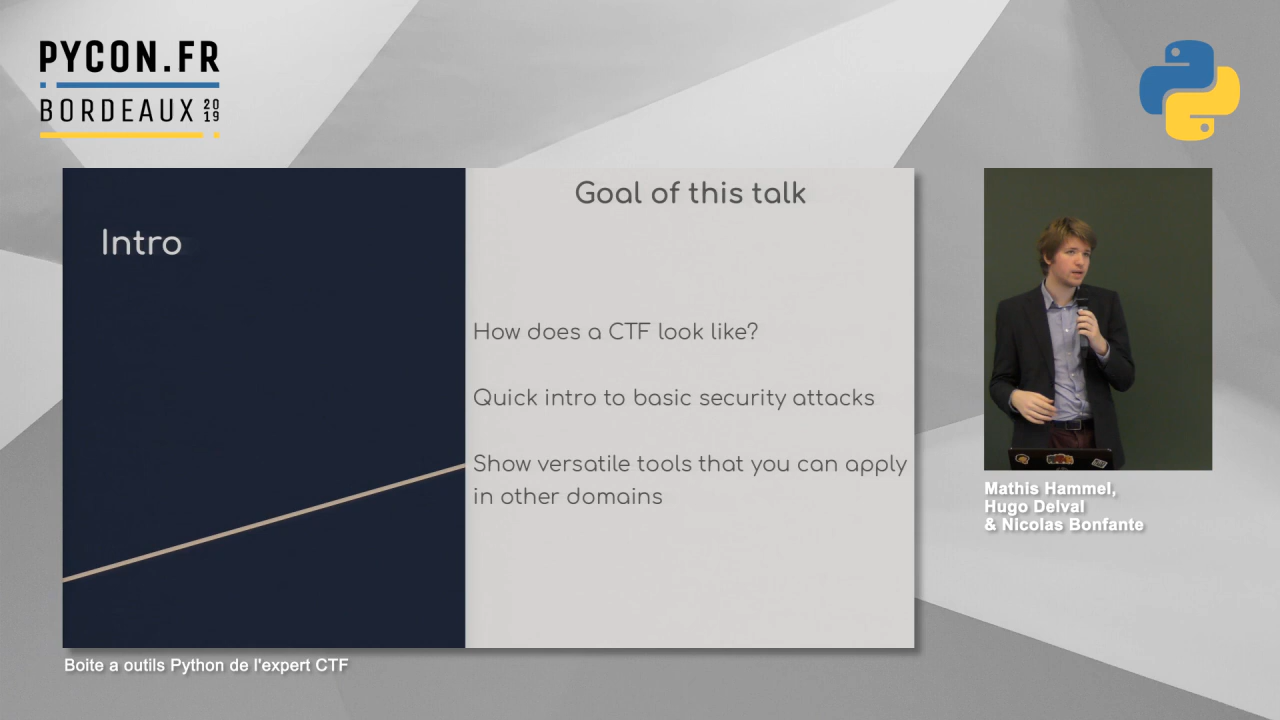 PYCON.FR
BORDEAUX 20
19
Intro
Goal of this talk
How does a CTF look like?
Quick intro to basic security attacks
Show versatile tools that you can apply
in other domains
Mathis Hammel,
Hugo Delval
& Nicolas Bonfante
Boite a outils Python de l'expert CTF